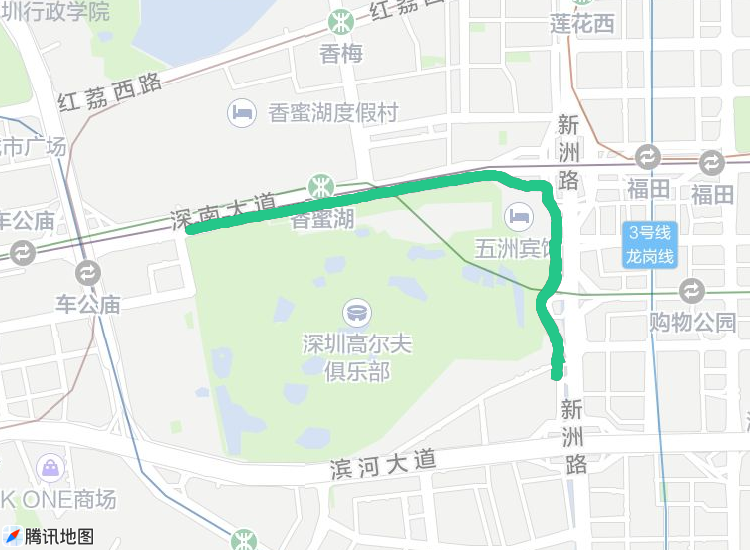 圳行政学院
红荔西路
红荔西
香梅
莲花西
香蜜湖度假村
新洲路
城市广场
福田
福田
深南大道
香蜜湖
车公庙
五洲宾馆
3号线
龙岗线
车公庙
购物公园
深圳高尔夫
俱乐部
新洲路
滨河大道
K ONE商场
腾讯地图